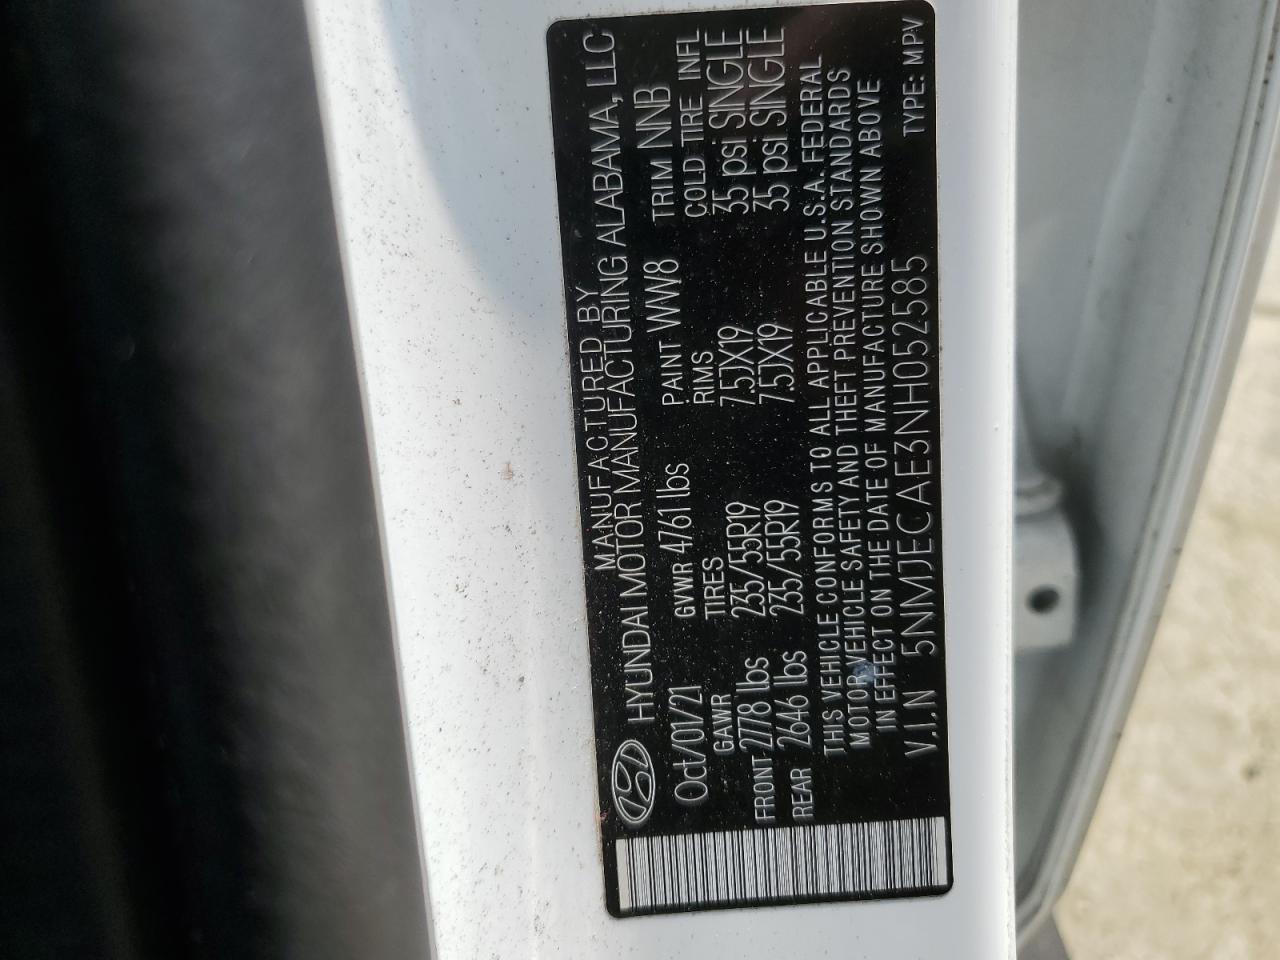 MANUFACTURED BY
HYUNDAI MOTOR MANUFACTURING ALABAMA, LLC
Oct/01/21 GVWR 4761 lbs PAINT WW8 TRIM NNB
GAWR TIRES RIMS COLD TIRE INFL
FRONT 2778 lbs 235/55R19 7.5JX19 35 psi SINGLE
REAR 2646 lbs 235/55R19 7.5JX19 35 psi SINGLE
THIS VEHICLE CONFORMS TO ALL APPLICABLE U.S.A. FEDERAL
MOTOR VEHICLE SAFETY AND THEFT PREVENTION STANDARDS
IN EFFECT ON THE DATE OF MANUFACTURE SHOWN ABOVE
V.I.N 5NMJECAE3NH052585 TYPE: MPV